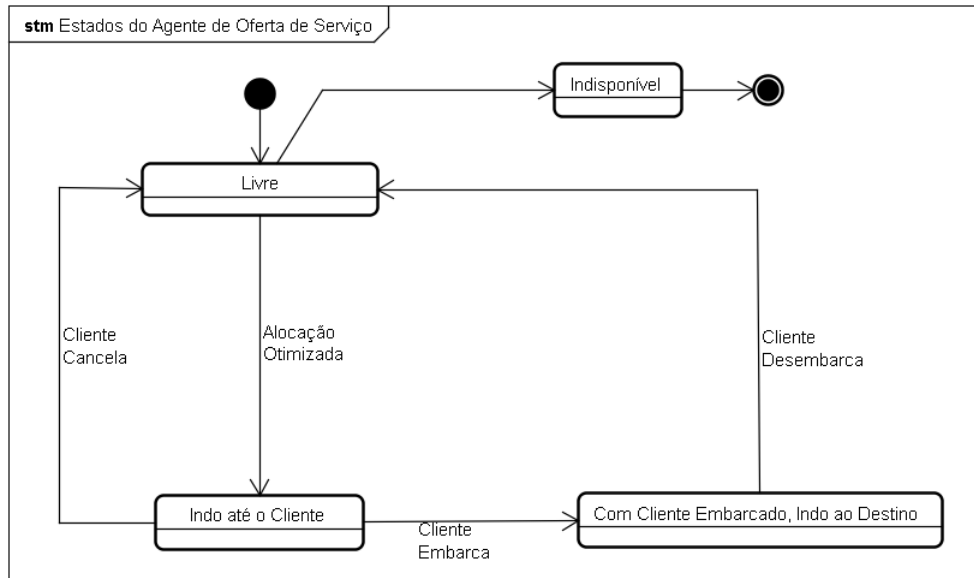 stm Estados do Agente de Oferta de Serviço
Indisponível
Livre
Cliente
Cancela
Alocação
Otimizada
Cliente
Desembarca
Indo até o Cliente
Cliente
Embarca
Com Cliente Embarcado, Indo ao Destino